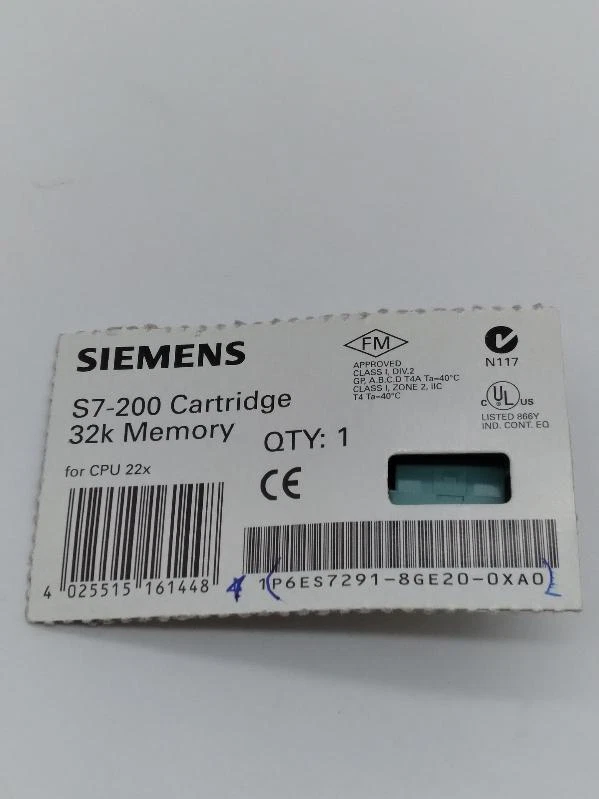 SIEMENS
S7-200 Cartridge
32k Memory
QTY: 1
for CPU 22x
CE
FM
APPROVED
CLASS I, DIV.2
GP. A.B.C.D T4A Ta=40°C
CLASS I, ZONE 2, IIC
T4 Ta=40°C
N117
C UL US
LISTED 866Y
IND. CONT. EQ
4 025515 161448
1P6ES7291-8GE20-0XA0